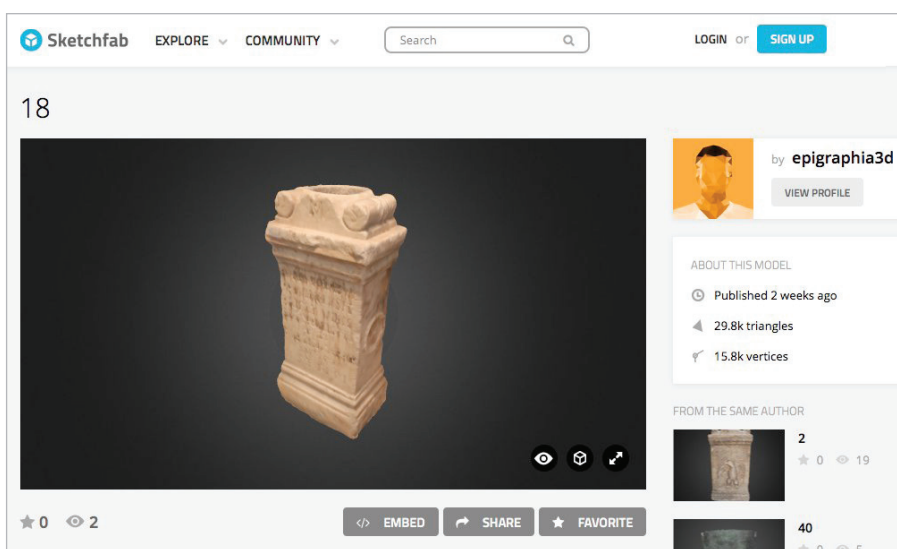 Sketchfab EXPLORE COMMUNITY Search LOGIN or SIGN UP
18
by epigraphia3d
VIEW PROFILE
ABOUT THIS MODEL
Published 2 weeks ago
29.8k triangles
15.8k vertices
FROM THE SAME AUTHOR
2
0 19
40
0 5
0 2
</> EMBED SHARE FAVORITE